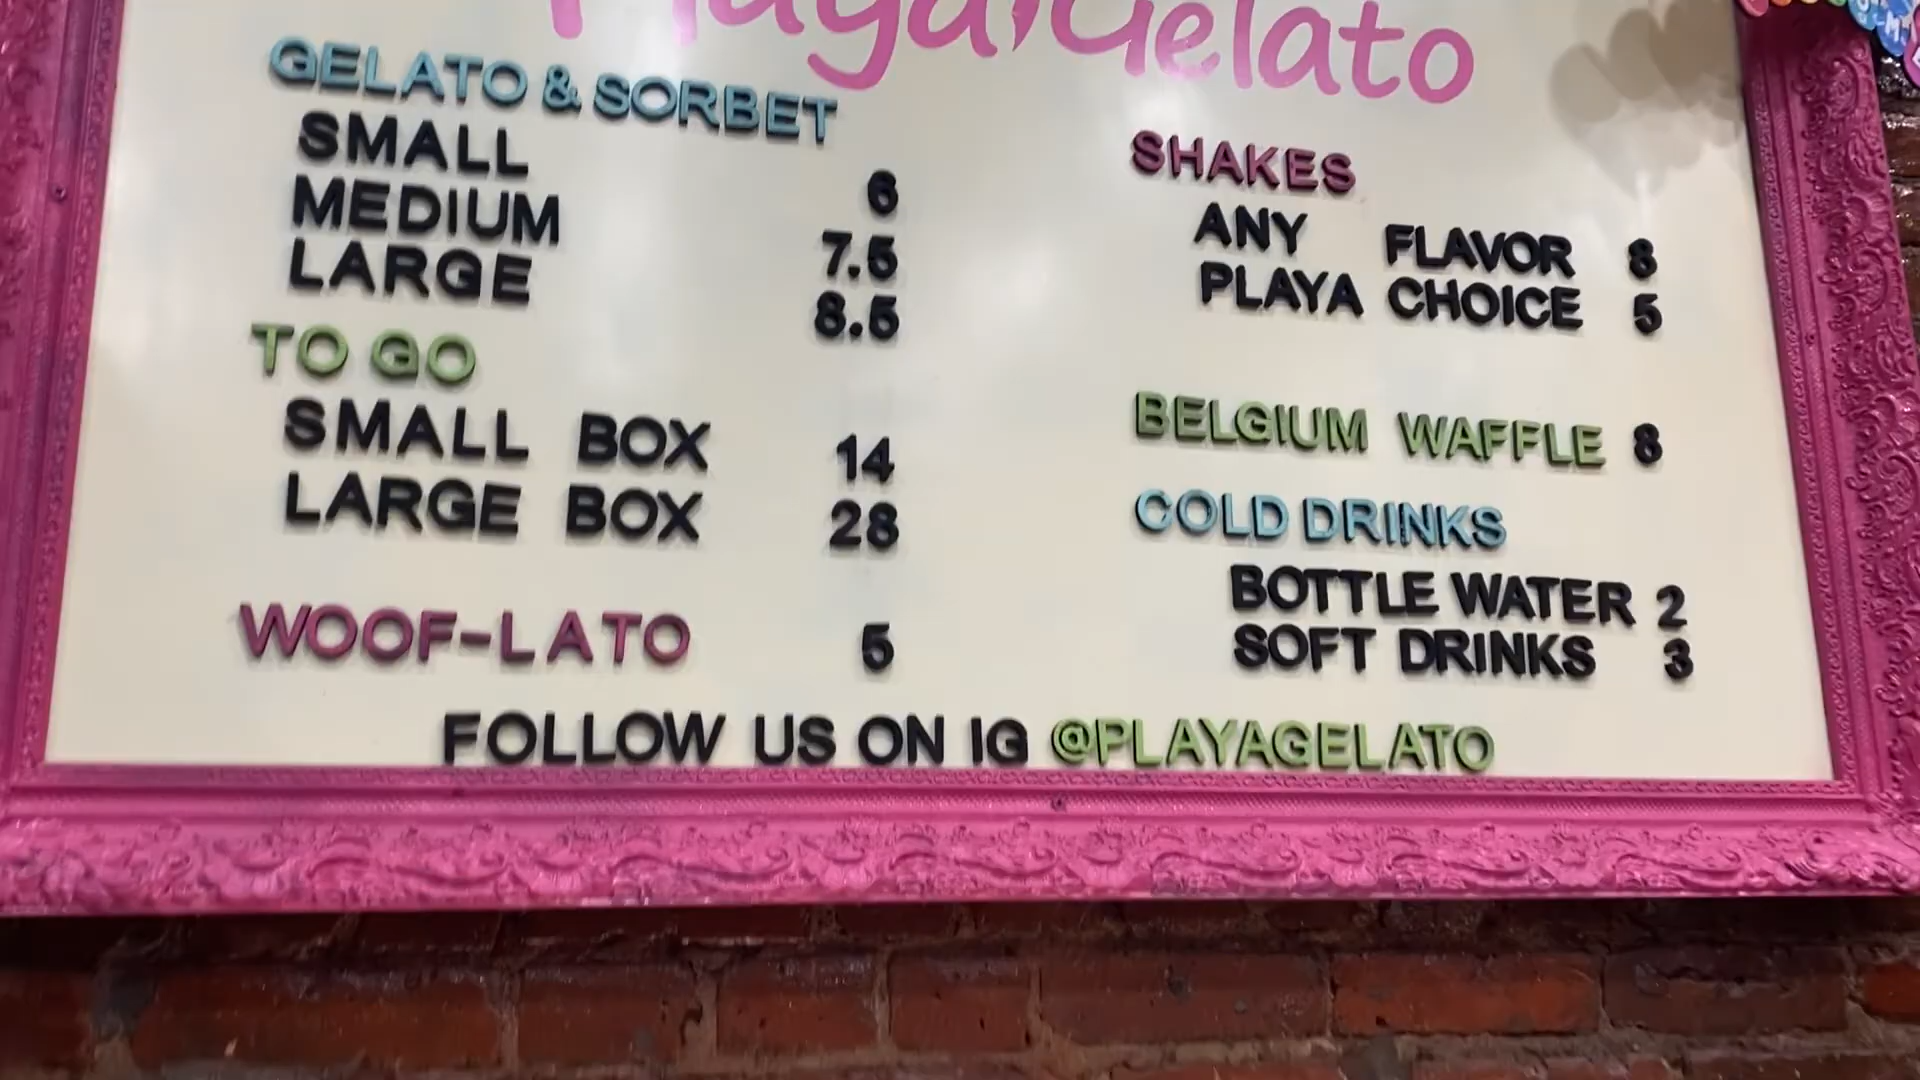 Playa Gelato
GELATO & SORBET
SMALL 6
MEDIUM 7.5
LARGE 8.5
TO GO
SMALL BOX 14
LARGE BOX 28
WOOF-LATO 5
SHAKES
ANY FLAVOR 8
PLAYA CHOICE 5
BELGIUM WAFFLE 8
COLD DRINKS
BOTTLE WATER 2
SOFT DRINKS 3
FOLLOW US ON IG @PLAYAGELATO